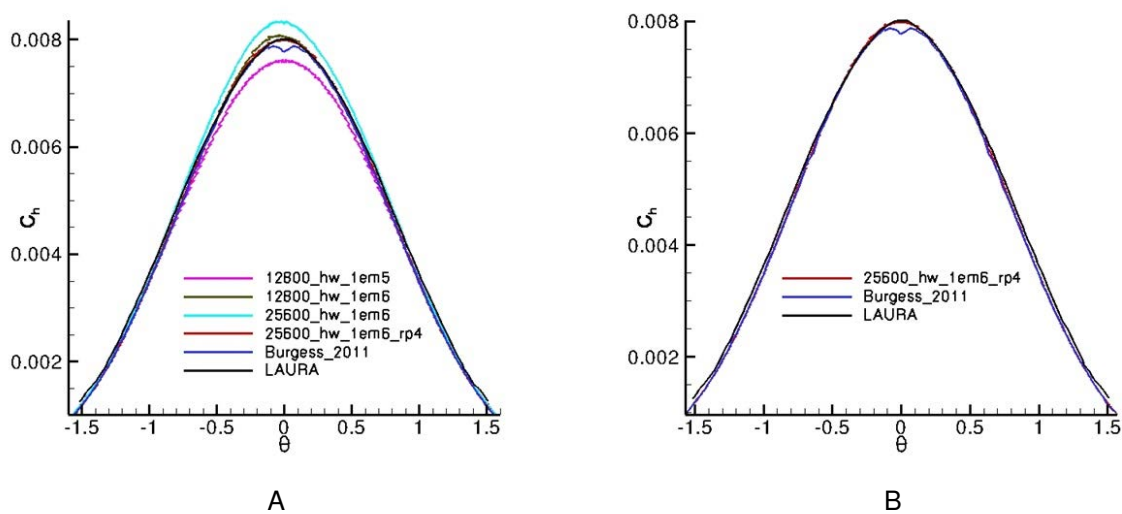 0.008
0.006
0.004
0.002
Cₕ
12800_hw_1em5
12800_hw_1em6
25600_hw_1em6
25600_hw_1em6_rp4
Burgess_2011
LAURA
-1.5 -1 -0.5 0 0.5 1 1.5
θ
A
0.008
0.006
0.004
0.002
Cₕ
25600_hw_1em6_rp4
Burgess_2011
LAURA
-1.5 -1 -0.5 0 0.5 1 1.5
θ
B